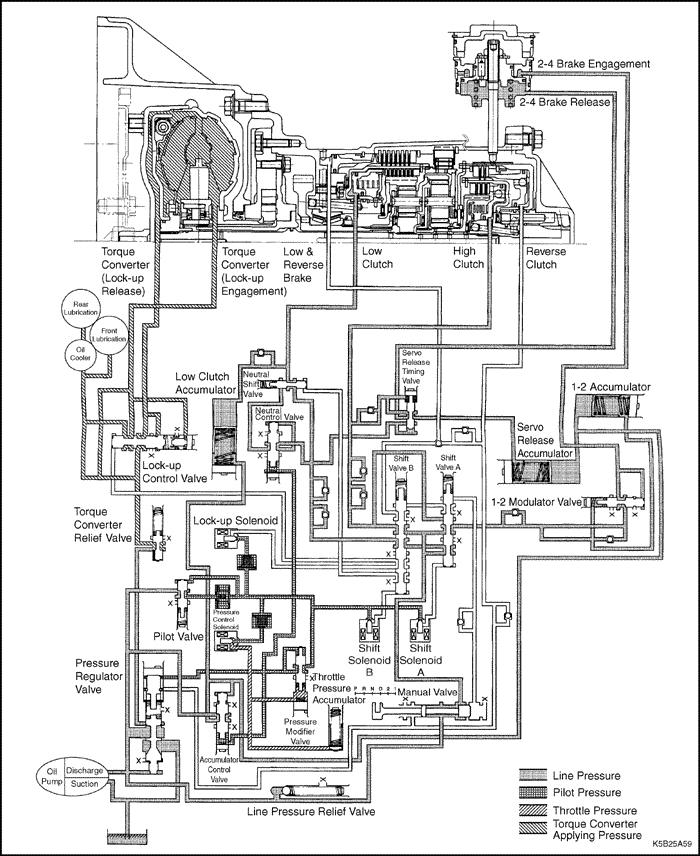 2-4 Brake Engagement
2-4 Brake Release
Torque
Converter
(Lock-up
Release)
Torque
Converter
(Lock-up
Engagement)
Low &
Reverse
Brake
Low
Clutch
High
Clutch
Reverse
Clutch
Rear
Lubrication
Front
Lubrication
Oil
Cooler
Low Clutch
Accumulator
Neutral
Shift
Valve
Neutral
Control Valve
Servo
Release
Timing
Valve
1-2 Accumulator
Servo
Release
Accumulator
Lock-up
Control Valve
X
X
X
X
X
Shift
Valve B
Shift
Valve A
X
1-2 Modulator Valve
X
X
Torque
Converter
Relief Valve
X
Lock-up Solenoid
X
X
X
Pilot Valve
Pressure
Control
Solenoid
Shift
Solenoid
B
Shift
Solenoid
A
Pressure
Regulator
Valve
X
X
Throttle
Pressure
Accumulator
P R N D 2 1
Manual Valve
X
X
Pressure
Modifier
Valve
X
Accumulator
Control
Valve
X
Oil
Pump
Discharge
Suction
X
Line Pressure Relief Valve
Line Pressure
Pilot Pressure
Throttle Pressure
Torque Converter
Applying Pressure
K5B25A59